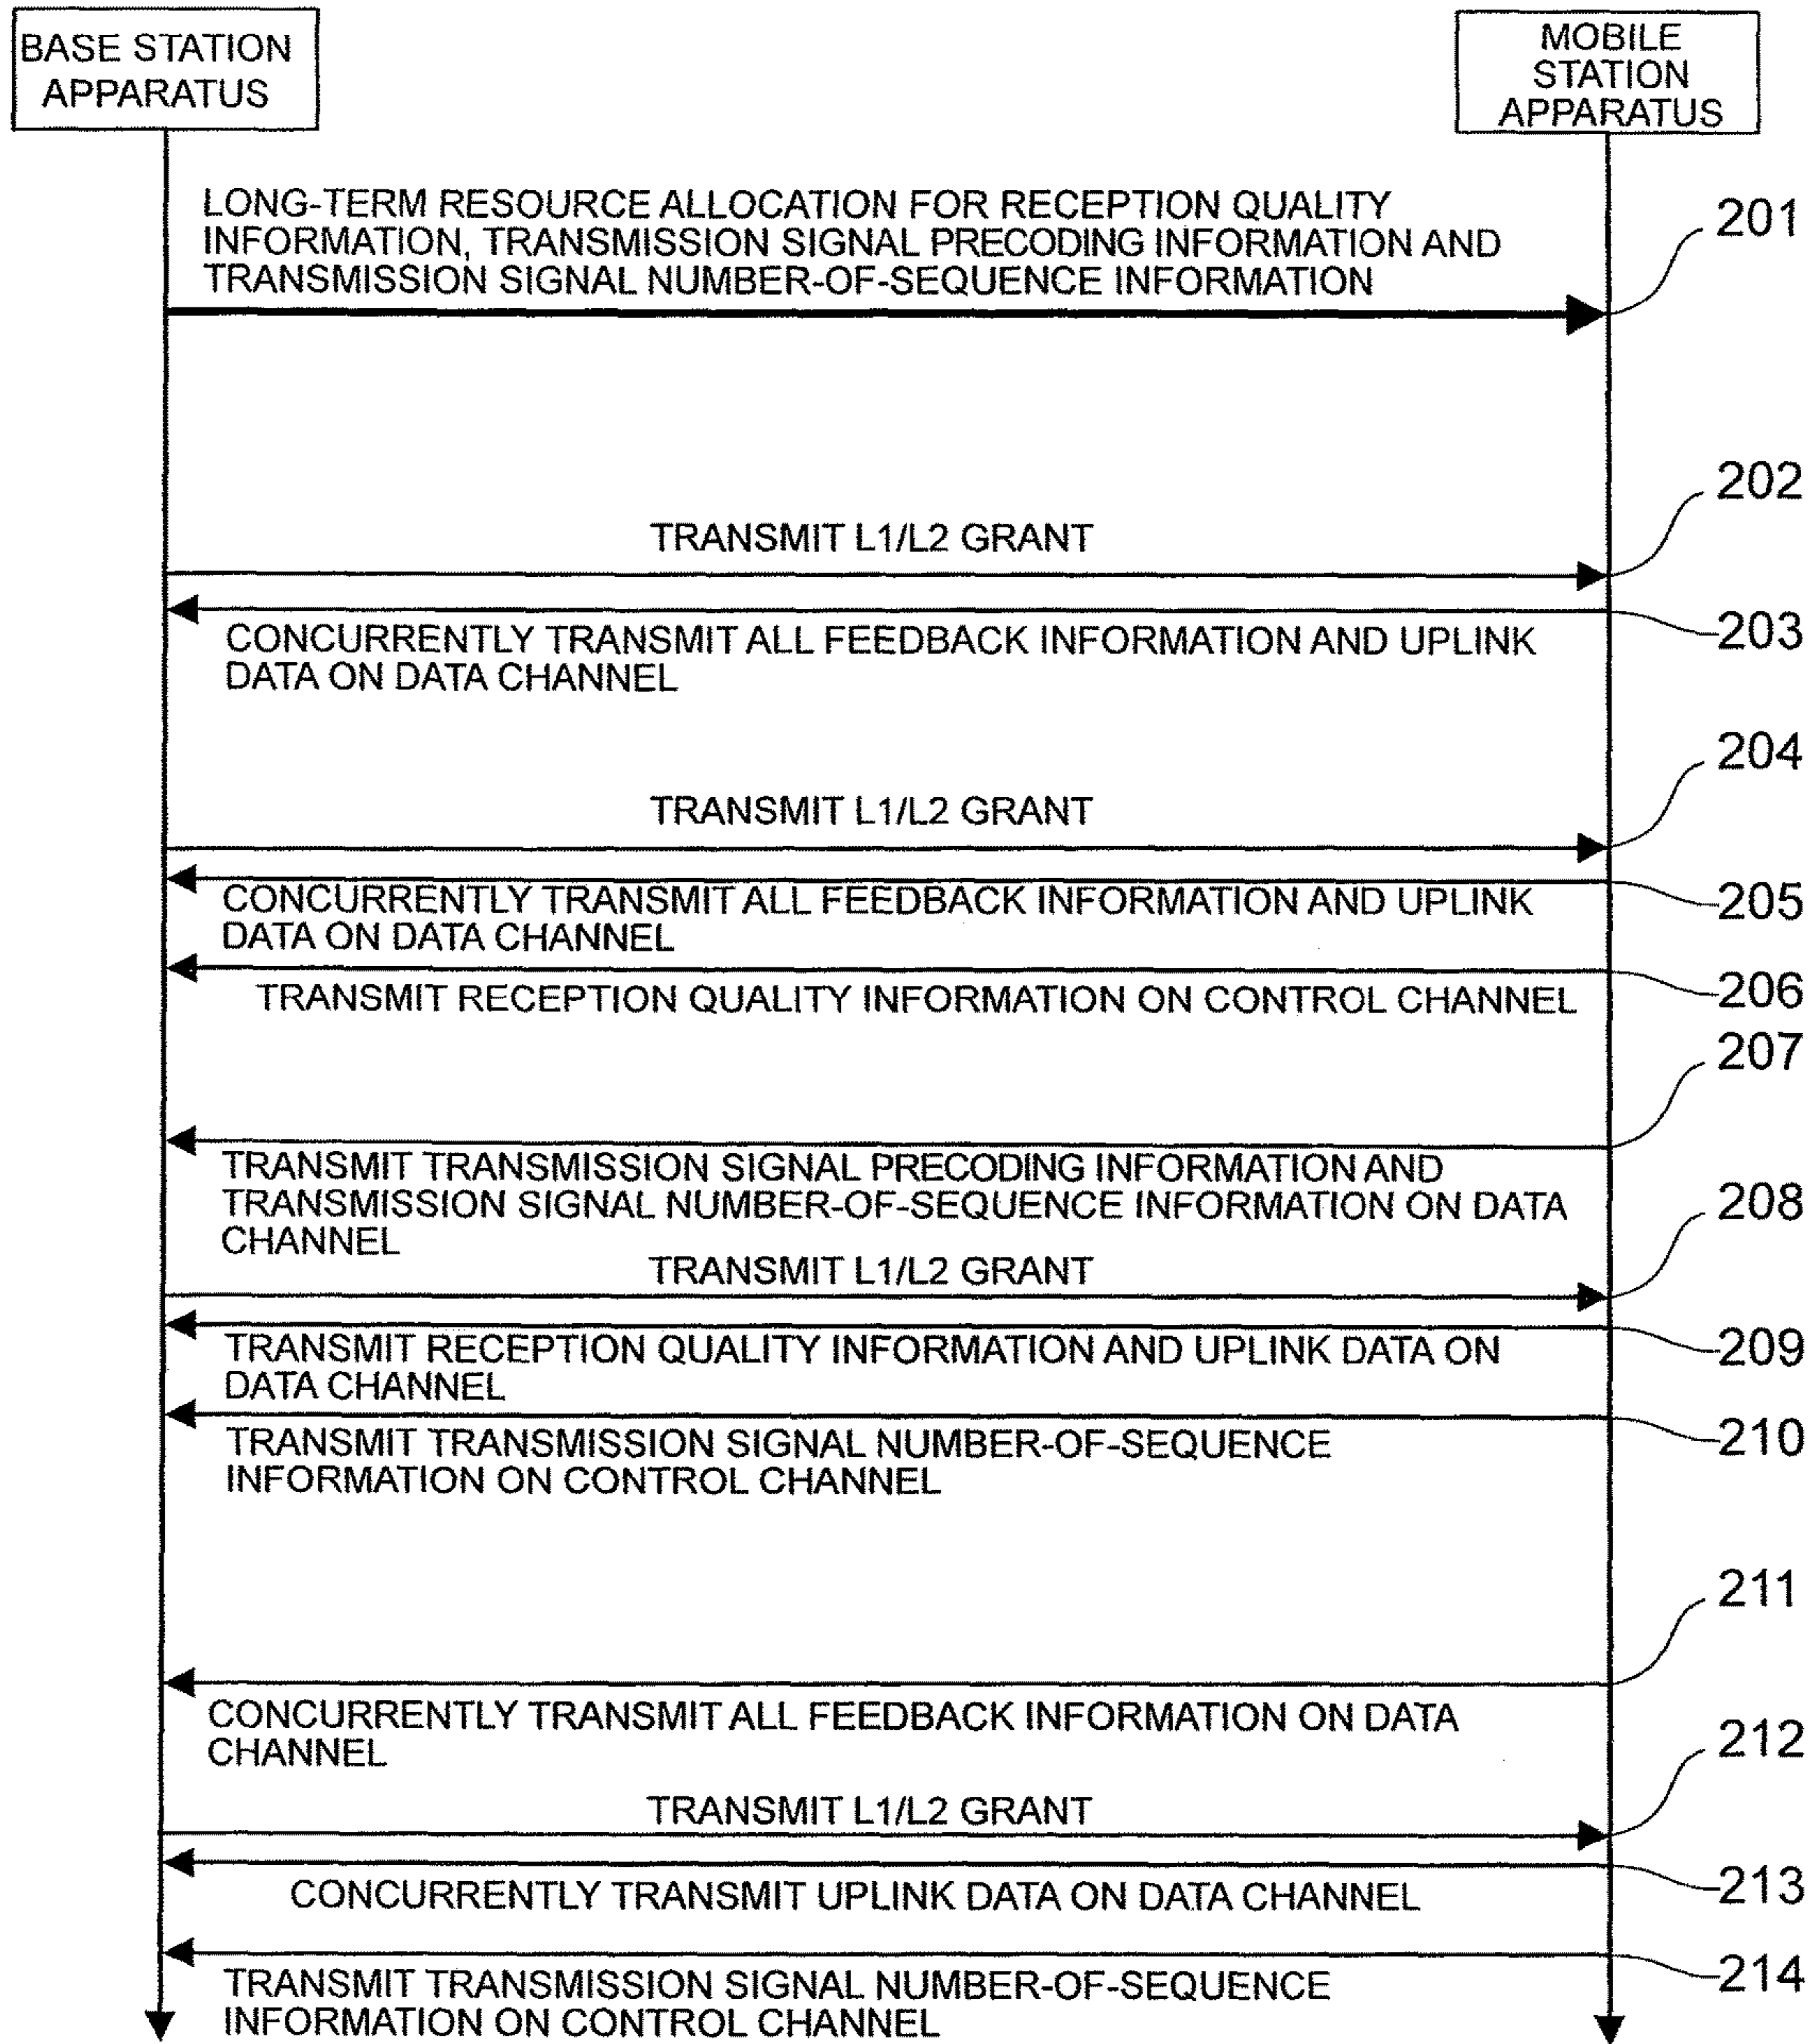 BASE STATION
APPARATUS
MOBILE
STATION
APPARATUS
LONG-TERM RESOURCE ALLOCATION FOR RECEPTION QUALITY
INFORMATION, TRANSMISSION SIGNAL PRECODING INFORMATION AND
TRANSMISSION SIGNAL NUMBER-OF-SEQUENCE INFORMATION
201
202
TRANSMIT L1/L2 GRANT
203
CONCURRENTLY TRANSMIT ALL FEEDBACK INFORMATION AND UPLINK
DATA ON DATA CHANNEL
204
TRANSMIT L1/L2 GRANT
205
CONCURRENTLY TRANSMIT ALL FEEDBACK INFORMATION AND UPLINK
DATA ON DATA CHANNEL
206
TRANSMIT RECEPTION QUALITY INFORMATION ON CONTROL CHANNEL
207
TRANSMIT TRANSMISSION SIGNAL PRECODING INFORMATION AND
TRANSMISSION SIGNAL NUMBER-OF-SEQUENCE INFORMATION ON DATA
CHANNEL
208
TRANSMIT L1/L2 GRANT
209
TRANSMIT RECEPTION QUALITY INFORMATION AND UPLINK DATA ON
DATA CHANNEL
210
TRANSMIT TRANSMISSION SIGNAL NUMBER-OF-SEQUENCE
INFORMATION ON CONTROL CHANNEL
211
CONCURRENTLY TRANSMIT ALL FEEDBACK INFORMATION ON DATA
CHANNEL
212
TRANSMIT L1/L2 GRANT
213
CONCURRENTLY TRANSMIT UPLINK DATA ON DATA CHANNEL
214
TRANSMIT TRANSMISSION SIGNAL NUMBER-OF-SEQUENCE
INFORMATION ON CONTROL CHANNEL